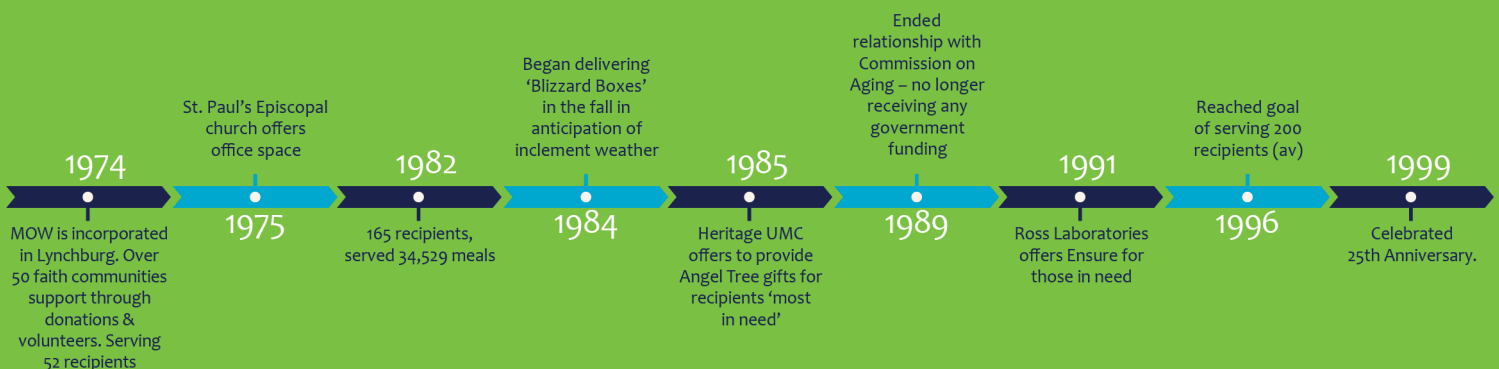 1974
MOW is incorporated
in Lynchburg. Over
50 faith communities
support through
donations &
volunteers. Serving
52 recipients
St. Paul’s Episcopal
church offers
office space
1975
1982
165 recipients,
served 34,529 meals
Began delivering
‘Blizzard Boxes’
in the fall in
anticipation of
inclement weather
1984
1985
Heritage UMC
offers to provide
Angel Tree gifts for
recipients ‘most
in need’
Ended
relationship with
Commission on
Aging – no longer
receiving any
government
funding
1989
1991
Ross Laboratories
offers Ensure for
those in need
Reached goal
of serving 200
recipients (av)
1996
1999
Celebrated
25th Anniversary.